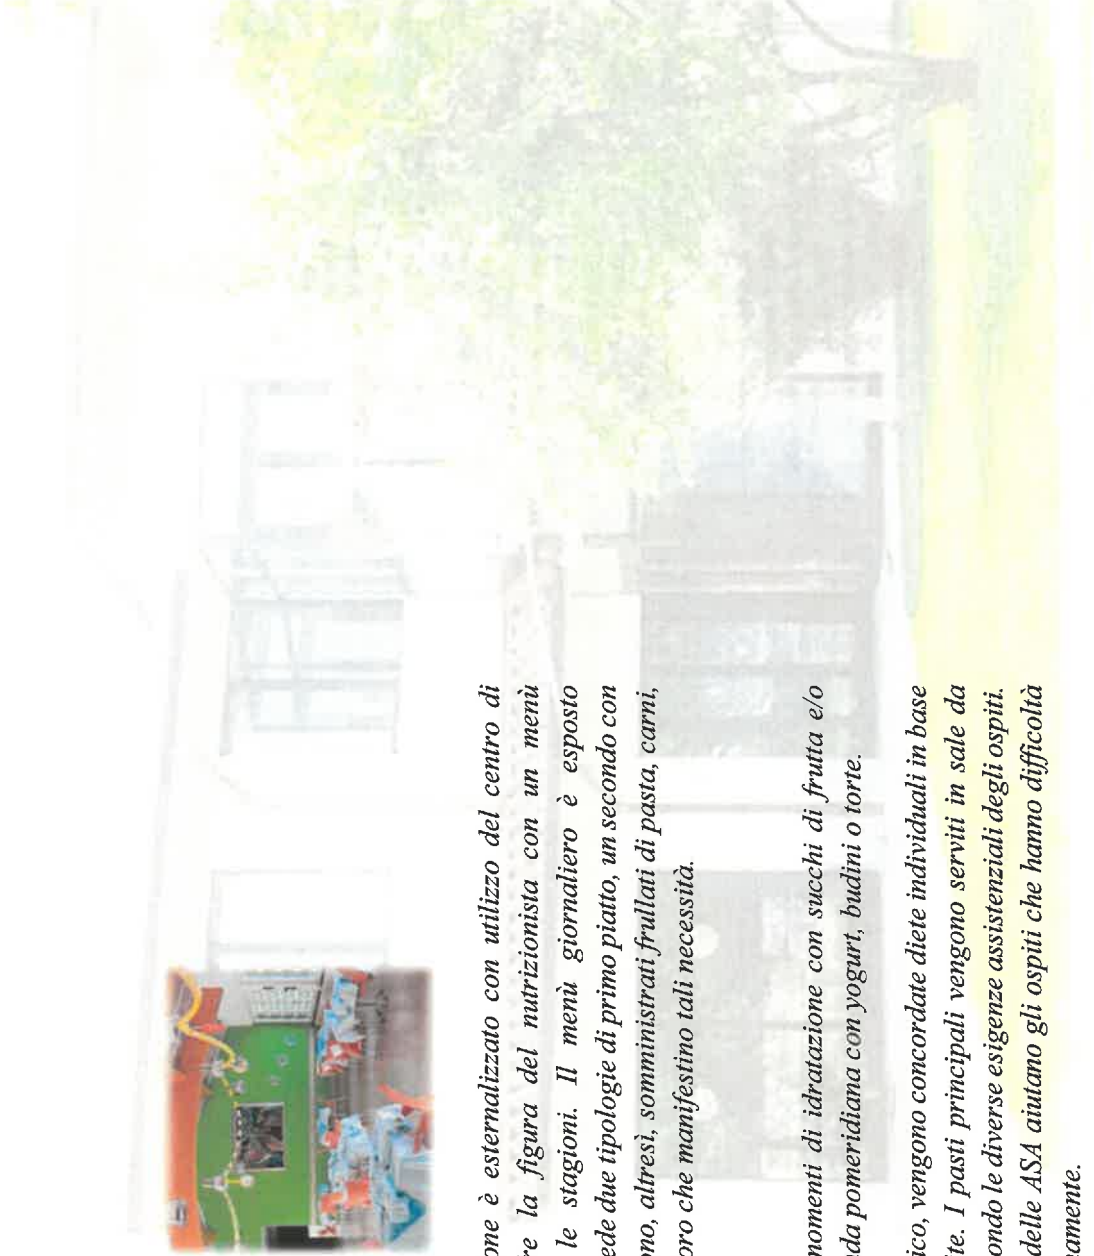 one è esternalizzato con utilizzo del centro di
re la figura del nutrizionista con un menù
le stagioni. Il menù giornaliero è esposto
ede due tipologie di primo piatto, un secondo con
no, altresì, somministrati frullati di pasta, carni,
oro che manifestino tali necessità.
momenti di idratazione con succhi di frutta e/o
nda pomeridiana con yogurt, budini o torte.
ico, vengono concordate diete individuali in base
te. I pasti principali vengono serviti in sale da
ondo le diverse esigenze assistenziali degli ospiti.
delle ASA aiutano gli ospiti che hanno difficoltà
amente.